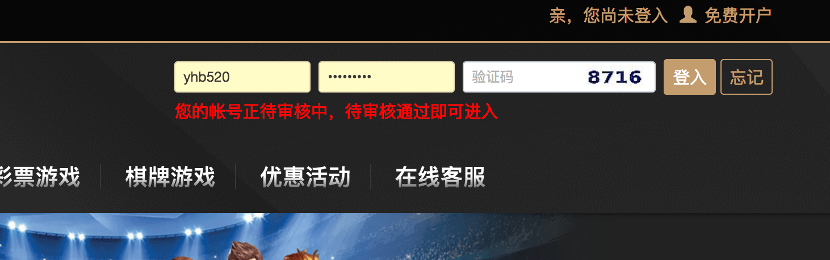 亲，您尚未登入 免费开户
yhb520 ••••••••• 验证码 8716 登入 忘记
您的帐号正待审核中，待审核通过即可进入
彩票游戏 棋牌游戏 优惠活动 在线客服